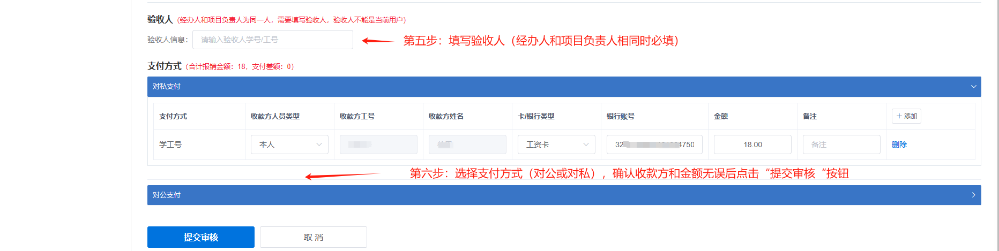 验收人（经办人和项目负责人为同一人，需要填写验收人，验收人不能是当前用户）
验收人信息： 请输入验收人学号/工号
第五步：填写验收人（经办人和项目负责人相同时必填）
支付方式（合计报销金额：18，支付差额：0）
对私支付
支付方式 收款方人员类型 收款方工号 收款方姓名 卡/银行类型 银行账号 金额 备注 + 添加
学工号 本人 工资卡 32 4750 18.00 备注 删除
第六步：选择支付方式（对公或对私），确认收款方和金额无误后点击“提交审核“按钮
对公支付
提交审核 取 消